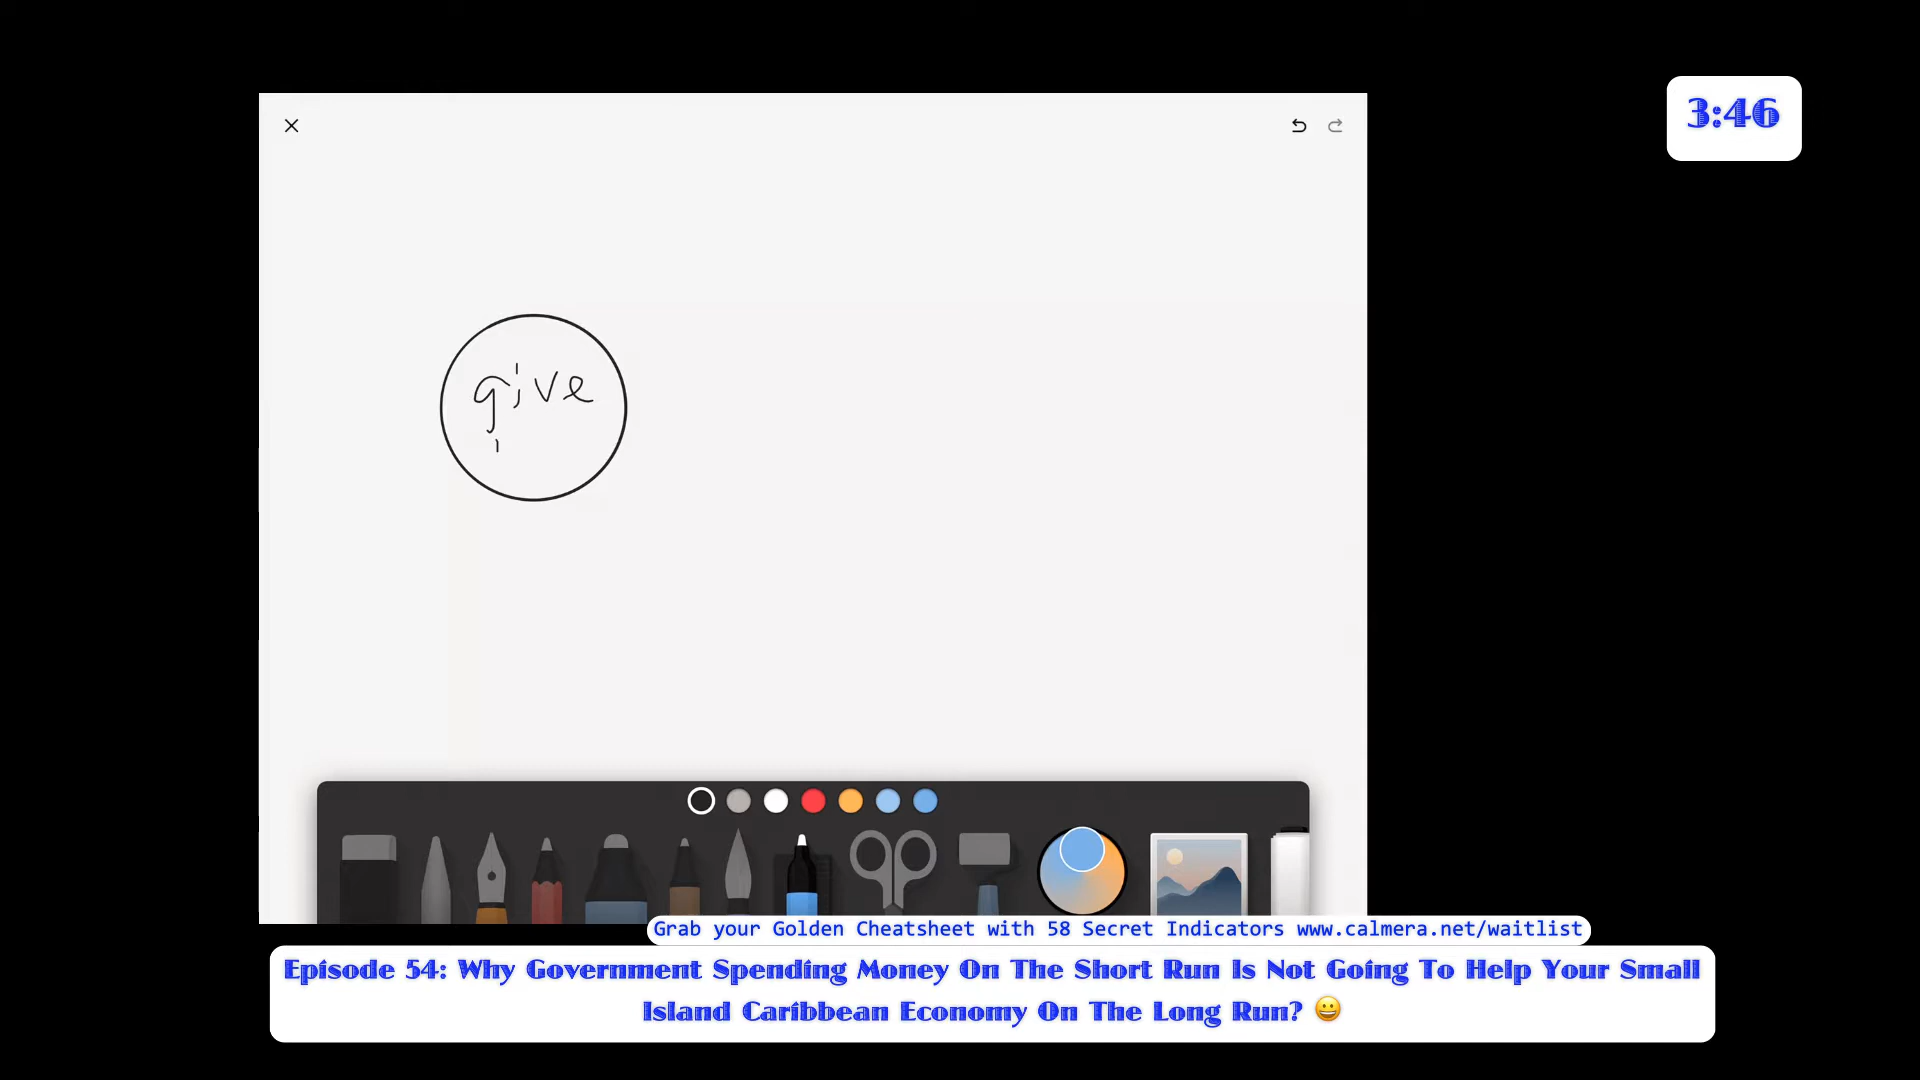 3:46
give
Grab your Golden Cheatsheet with 58 Secret Indicators www.calmera.net/waitlist
Episode 54: Why Government Spending Money On The Short Run Is Not Going To Help Your Small
Island Caribbean Economy On The Long Run? 😀